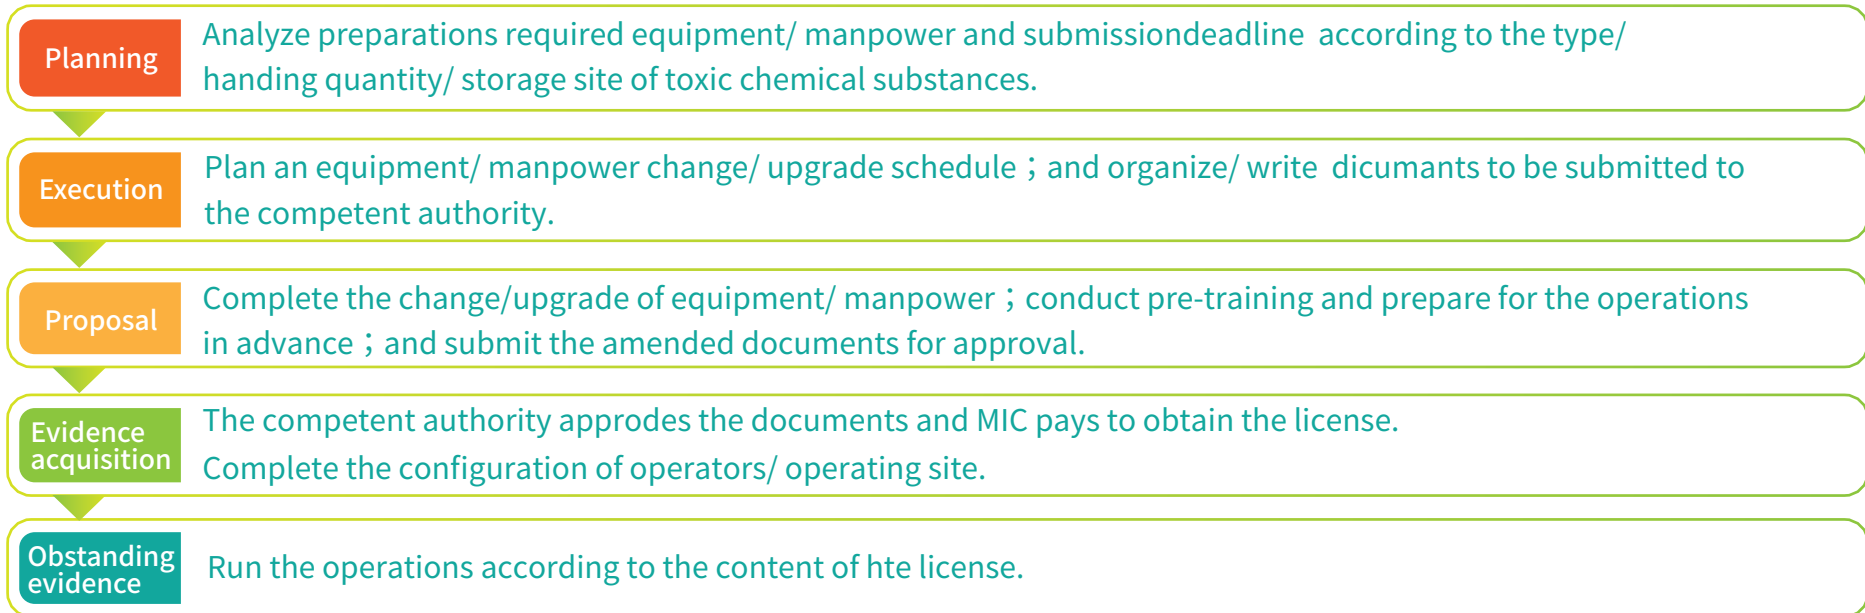 Planning
Analyze preparations required equipment/ manpower and submissiondeadline according to the type/
handing quantity/ storage site of toxic chemical substances.
Execution
Plan an equipment/ manpower change/ upgrade schedule；and organize/ write dicumants to be submitted to
the competent authority.
Proposal
Complete the change/upgrade of equipment/ manpower；conduct pre-training and prepare for the operations
in advance；and submit the amended documents for approval.
Evidence
acquisition
The competent authority approdes the documents and MIC pays to obtain the license.
Complete the configuration of operators/ operating site.
Obstanding
evidence
Run the operations according to the content of hte license.